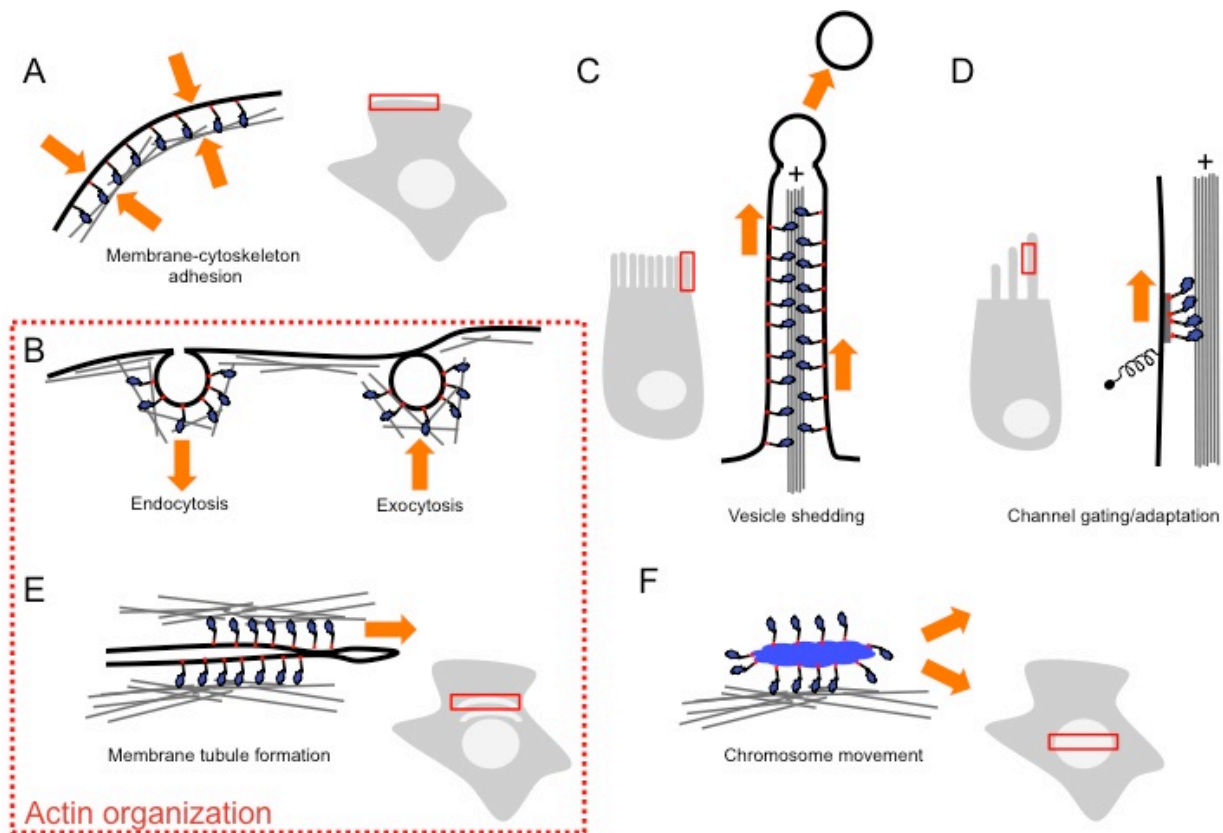 A
Membrane-cytoskeleton
adhesion
B
Endocytosis
Exocytosis
C
+
Vesicle shedding
D
+
Channel gating/adaptation
E
Membrane tubule formation
Actin organization
F
Chromosome movement